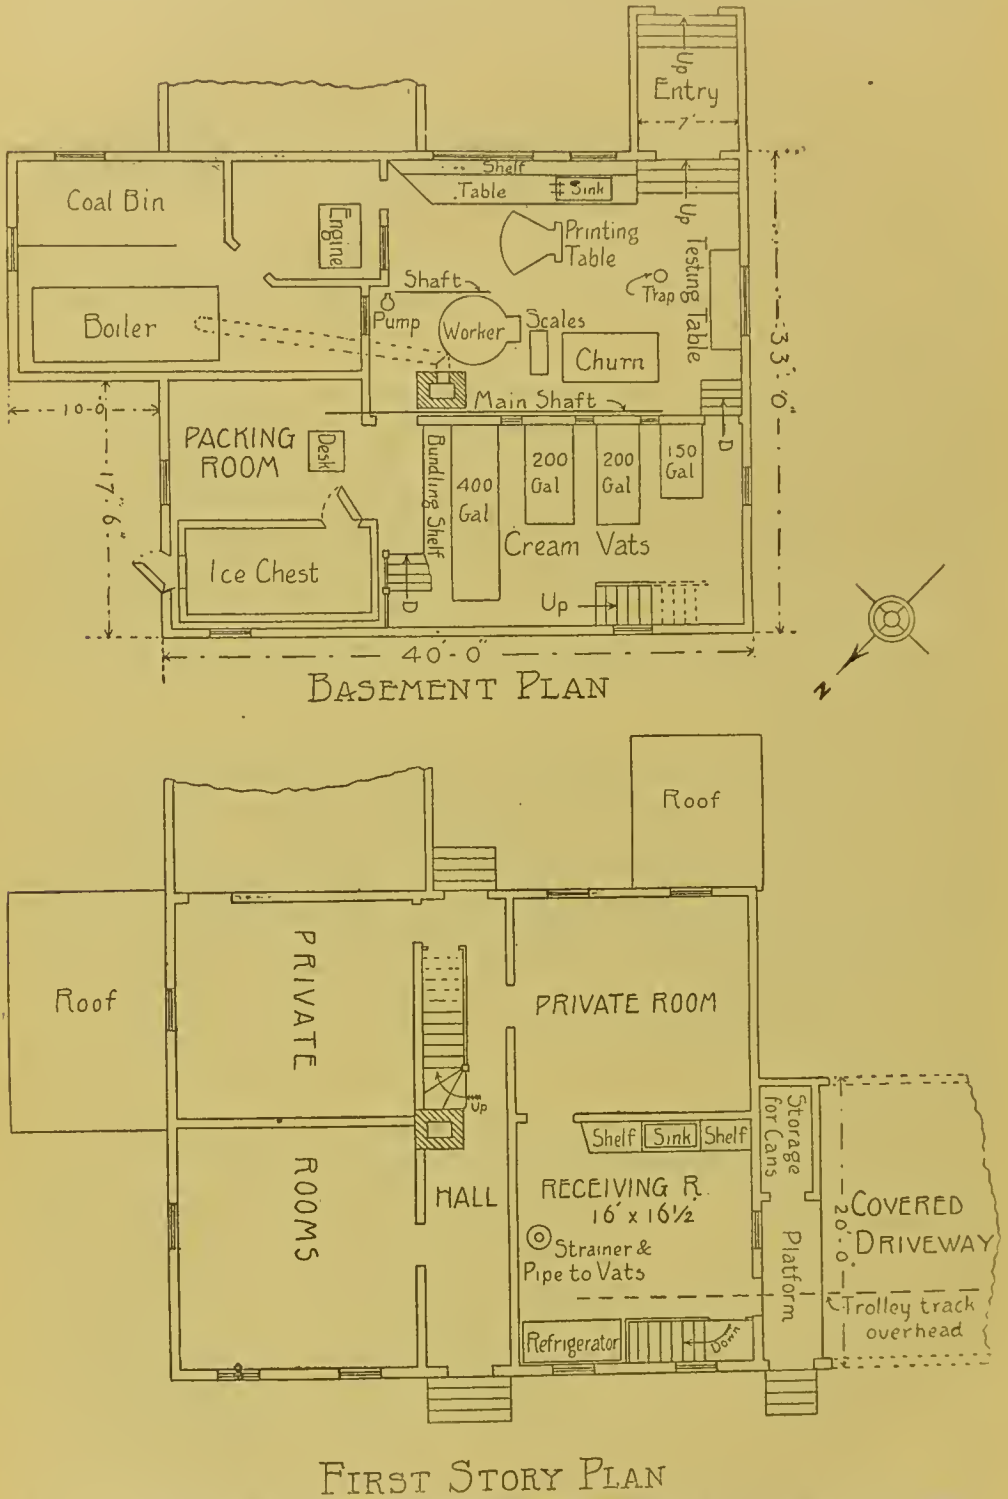 Up
Entry
7'
Shelf
Table
Sink
Up
Coal Bin
Engine
Printing
Table
Testing Table
Trap
Shaft
Pump
Boiler
Worker
Scales
Churn
33'-0"
10-0"
Main Shaft
D
PACKING
ROOM
Desk
Bundling Shelf
400
Gal
200
Gal
200
Gal
150
Gal
17'-6"
Ice Chest
Cream Vats
D
Up
40'-0"
N
BASEMENT PLAN
Roof
Roof
PRIVATE
PRIVATE ROOM
Up
Shelf
Sink
Shelf
Storage
for Cans
ROOMS
HALL
RECEIVING R.
16' x 16½
COVERED
DRIVEWAY
20'-0"
Strainer &
Pipe to Vats
Platform
Trolley track
overhead
Refrigerator
Down
FIRST STORY PLAN